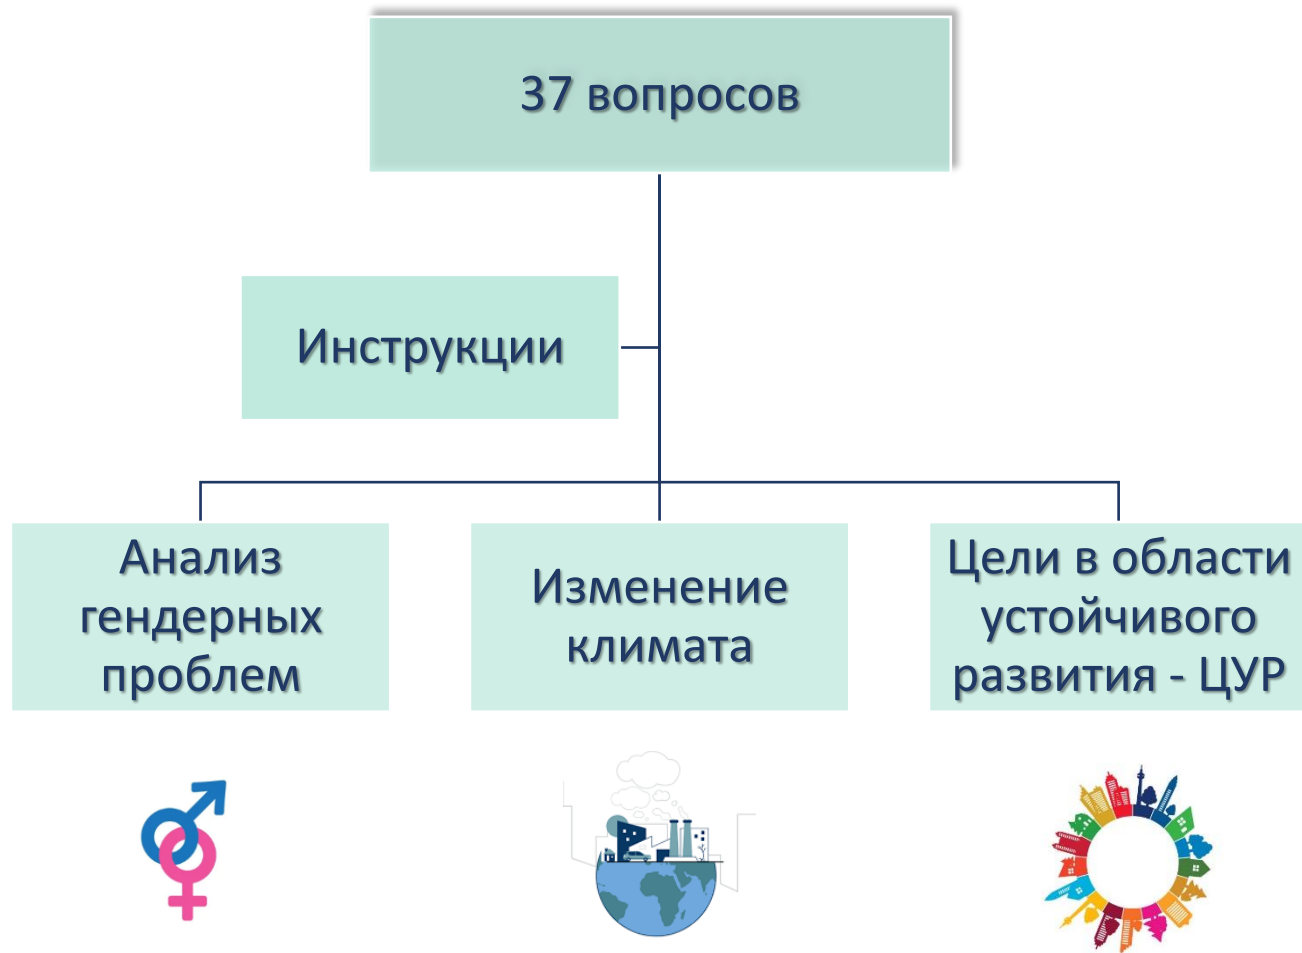 37 вопросов
Инструкции
Анализ
гендерных
проблем
Изменение
климата
Цели в области
устойчивого
развития - ЦУР